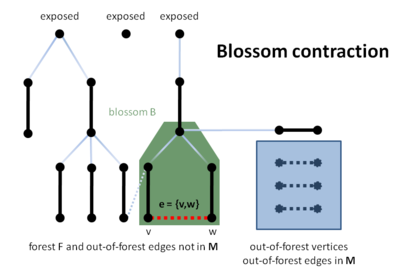 exposed exposed exposed
Blossom contraction
blossom B
e = {v,w}
v w
forest F and out-of-forest edges not in M
out-of-forest vertices
out-of-forest edges in M